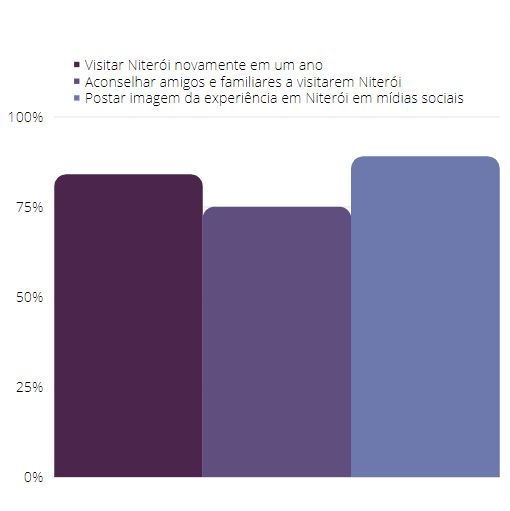 Visitar Niterói novamente em um ano
Aconselhar amigos e familiares a visitarem Niterói
Postar imagem da experiência em Niterói em mídias sociais
100%
75%
50%
25%
0%